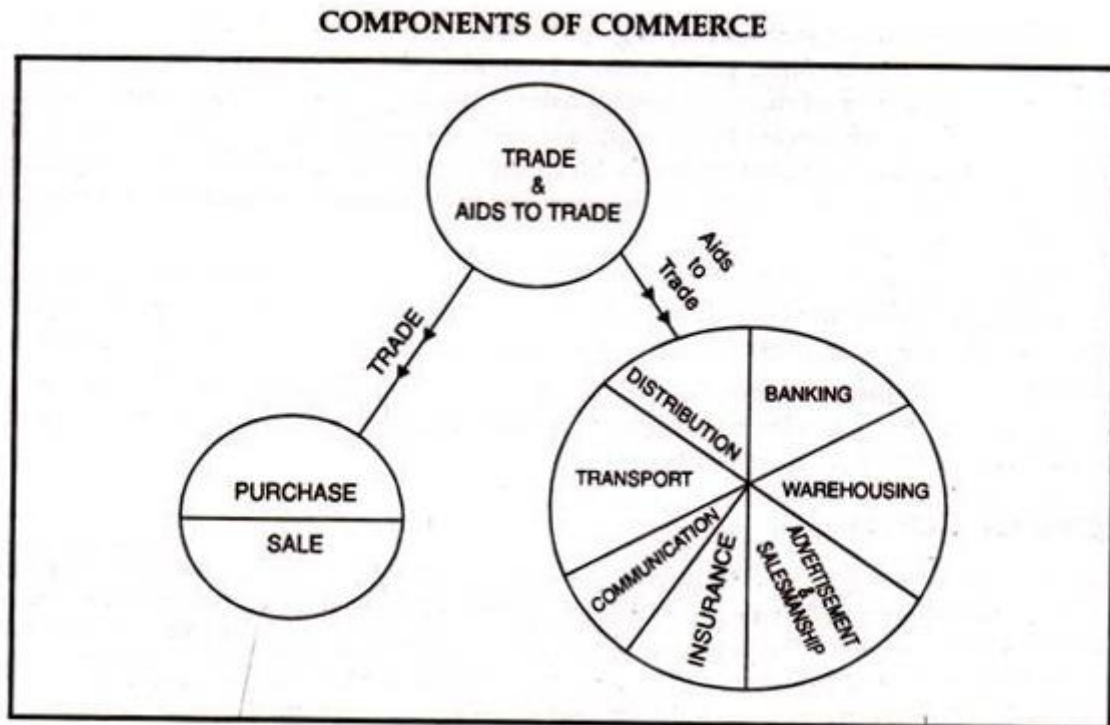 COMPONENTS OF COMMERCE
TRADE
&
AIDS TO TRADE
TRADE
Aids
to
Trade
PURCHASE
SALE
DISTRIBUTION
BANKING
TRANSPORT
WAREHOUSING
COMMUNICATION
INSURANCE
ADVERTISEMENT
&
SALESMANSHIP